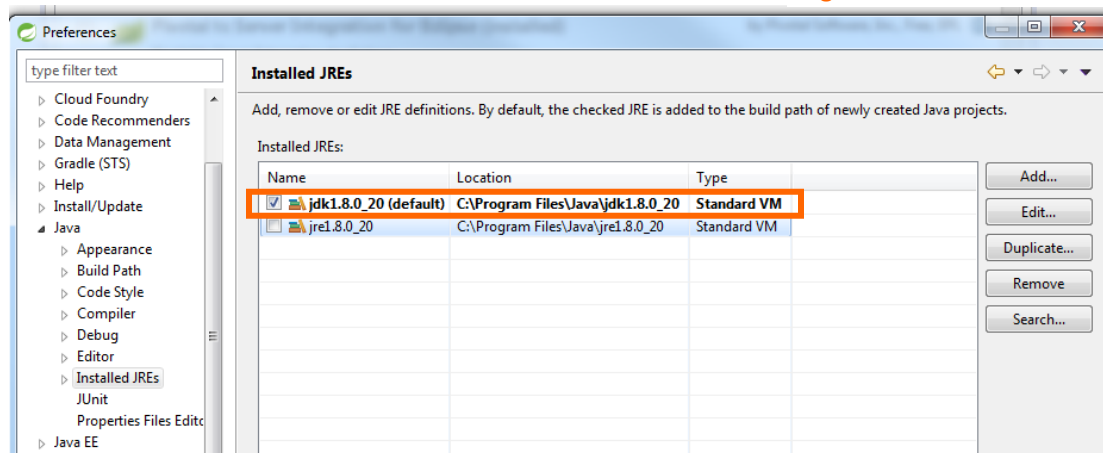 Preferences
type filter text
Installed JREs
Cloud Foundry
Code Recommenders
Data Management
Gradle (STS)
Help
Install/Update
Java
Appearance
Build Path
Code Style
Compiler
Debug
Editor
Installed JREs
JUnit
Properties Files Edito
Java EE
Add, remove or edit JRE definitions. By default, the checked JRE is added to the build path of newly created Java projects.
Installed JREs:
Name Location Type
jdk1.8.0_20 (default) C:\Program Files\Java\jdk1.8.0_20 Standard VM
jre1.8.0_20 C:\Program Files\Java\jre1.8.0_20 Standard VM
Add...
Edit...
Duplicate...
Remove
Search...